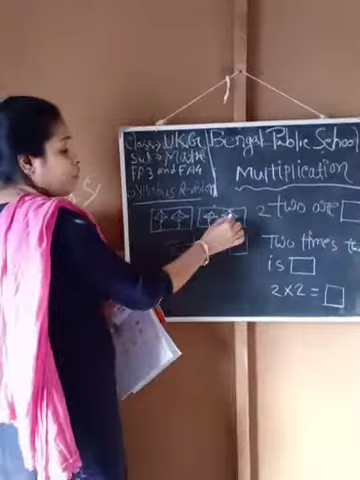 Class: UKG
Bengal Public School
Sub: Maths
FA3 and FA4
Syllabus Revision
Multiplication
2 two are
Two times
is
2×2=